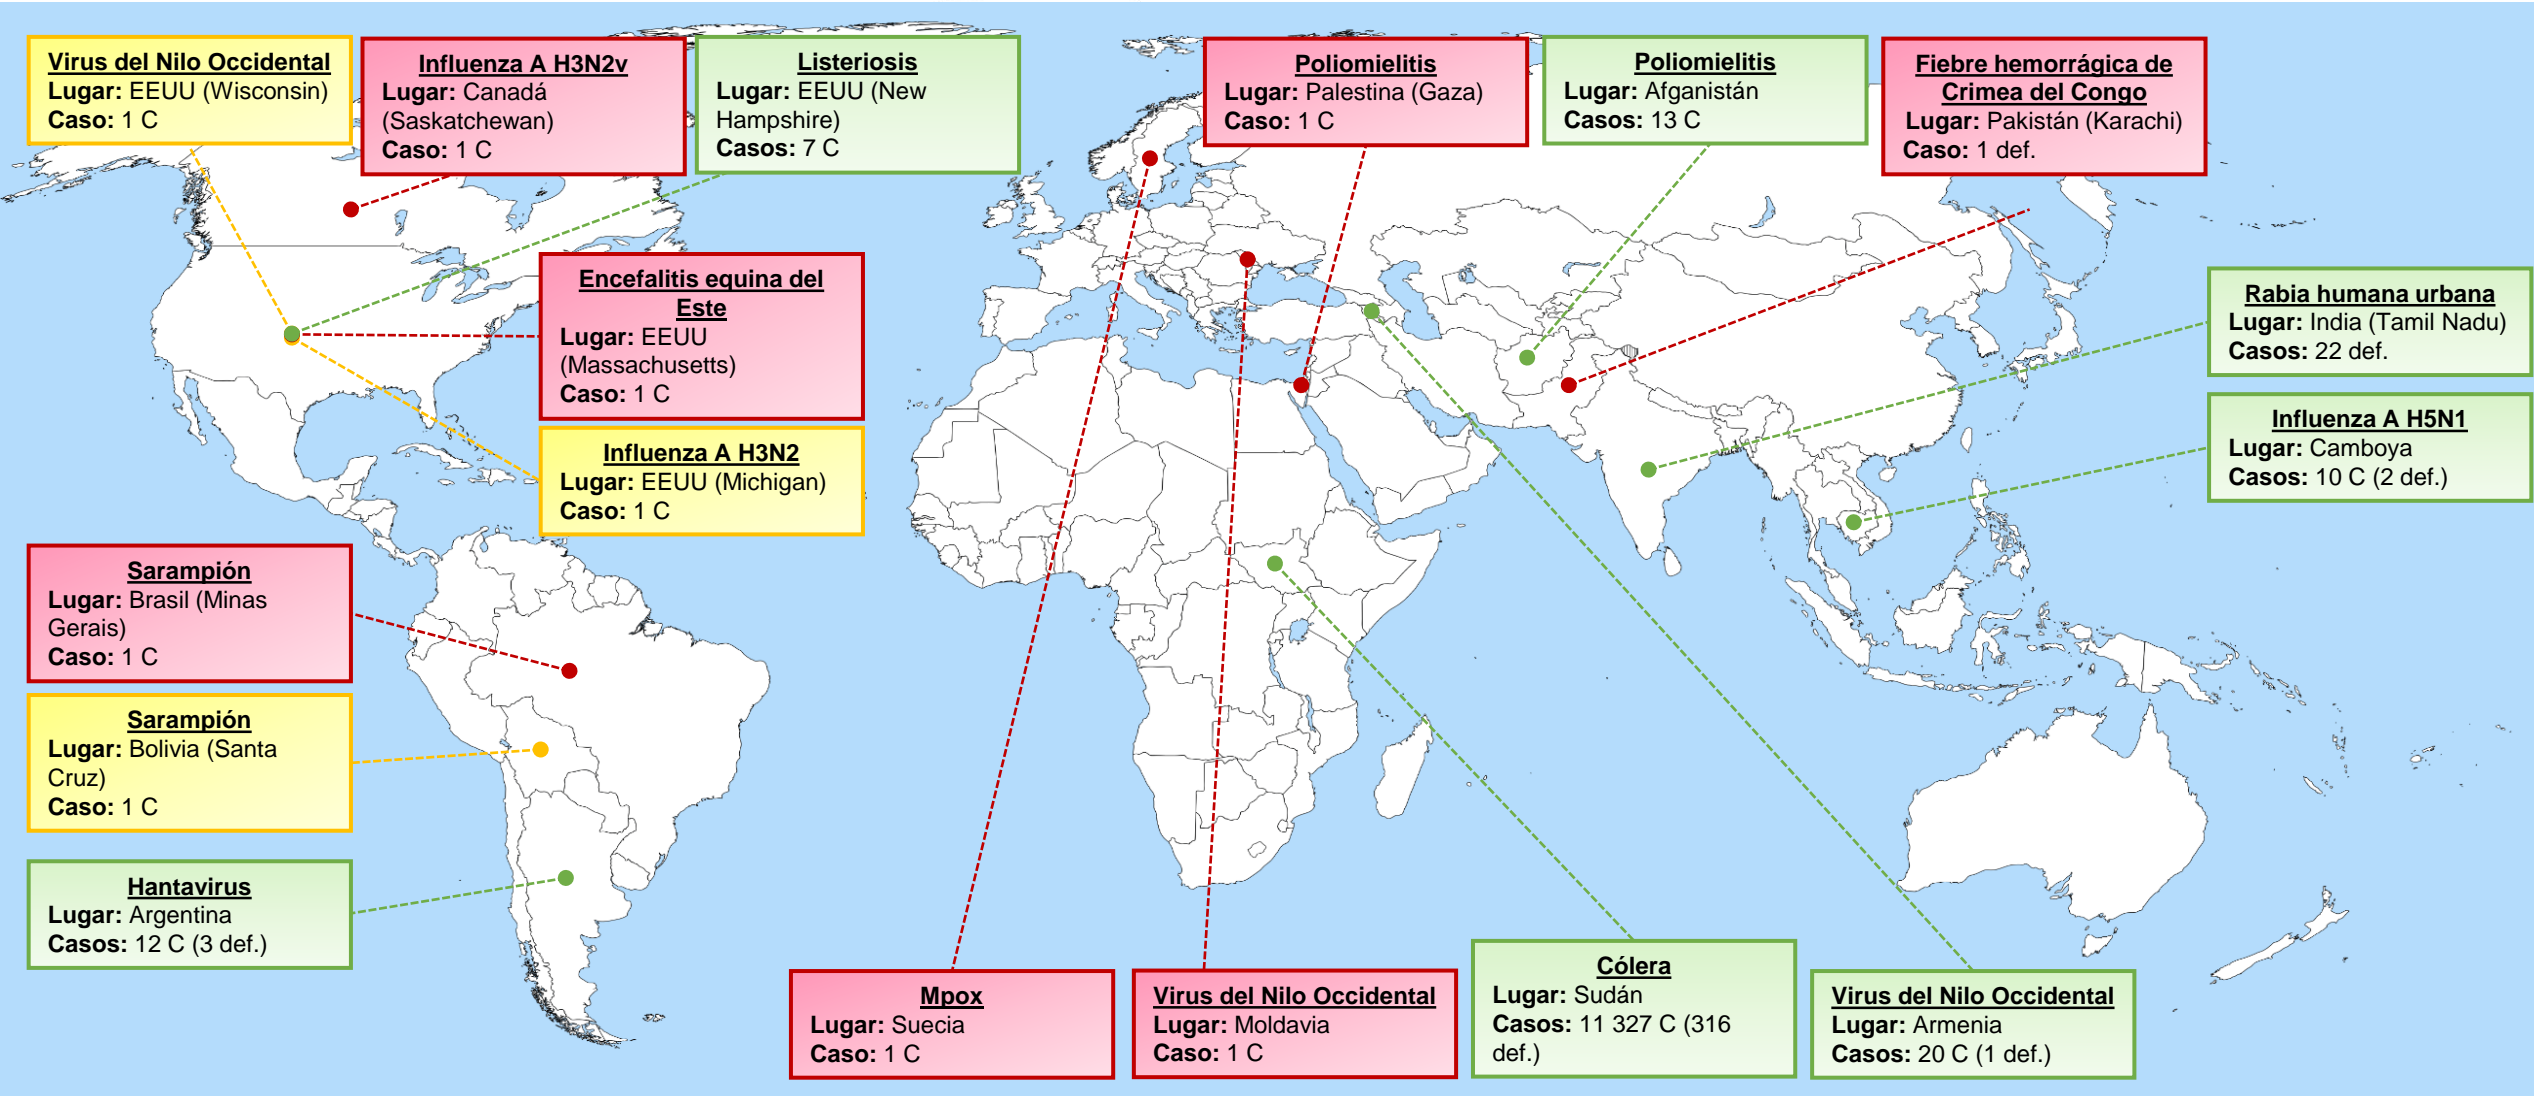 Virus del Nilo Occidental
Lugar: EEUU (Wisconsin)
Caso: 1 C
Influenza A H3N2v
Lugar: Canadá
(Saskatchewan)
Caso: 1 C
Listeriosis
Lugar: EEUU (New
Hampshire)
Casos: 7 C
Poliomielitis
Lugar: Palestina (Gaza)
Caso: 1 C
Poliomielitis
Lugar: Afganistán
Casos: 13 C
Fiebre hemorrágica de
Crimea del Congo
Lugar: Pakistán (Karachi)
Caso: 1 def.
Encefalitis equina del
Este
Lugar: EEUU
(Massachusetts)
Caso: 1 C
Rabia humana urbana
Lugar: India (Tamil Nadu)
Casos: 22 def.
Influenza A H3N2
Lugar: EEUU (Michigan)
Caso: 1 C
Influenza A H5N1
Lugar: Camboya
Casos: 10 C (2 def.)
Sarampión
Lugar: Brasil (Minas
Gerais)
Caso: 1 C
Sarampión
Lugar: Bolivia (Santa
Cruz)
Caso: 1 C
Hantavirus
Lugar: Argentina
Casos: 12 C (3 def.)
Mpox
Lugar: Suecia
Caso: 1 C
Virus del Nilo Occidental
Lugar: Moldavia
Caso: 1 C
Cólera
Lugar: Sudán
Casos: 11 327 C (316
def.)
Virus del Nilo Occidental
Lugar: Armenia
Casos: 20 C (1 def.)